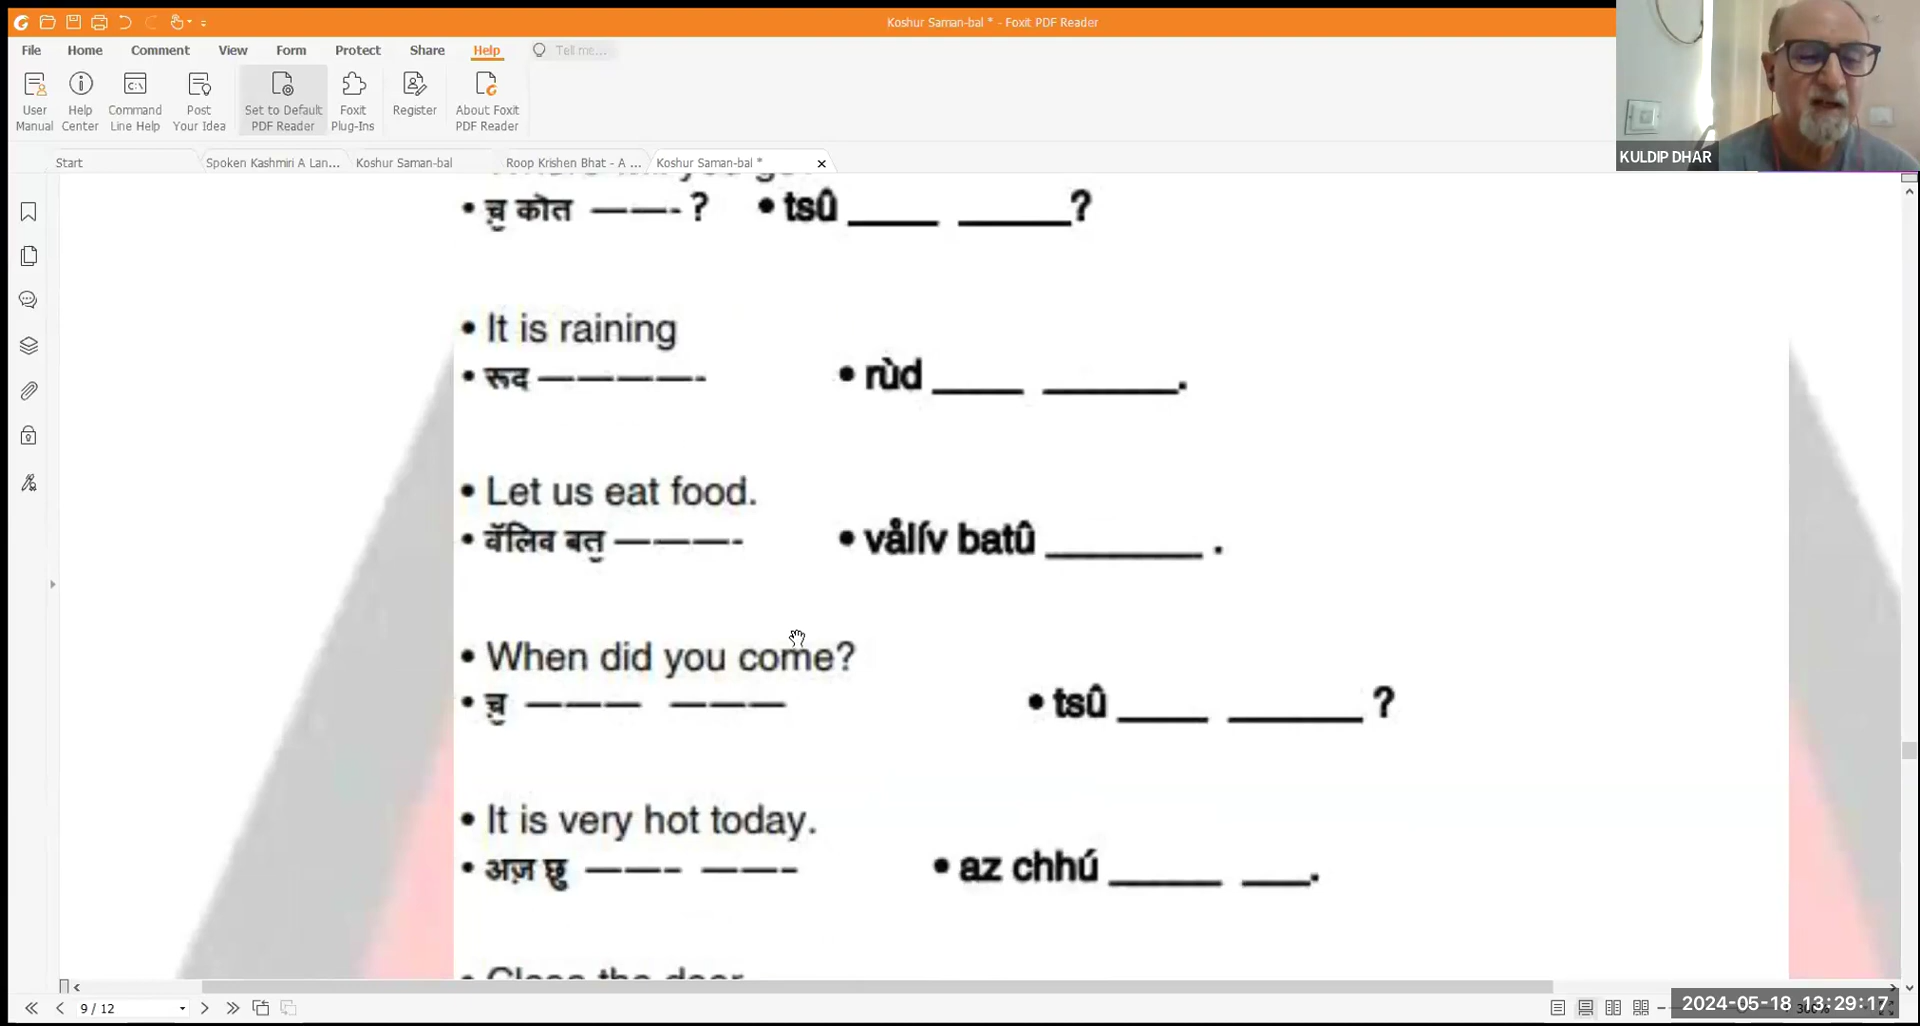 Koshur Saman-bal * - Foxit PDF Reader
File Home Comment View Form Protect Share Help Tell me...
User Manual
Help Center
Command Line Help
Post Your Idea
Set to Default PDF Reader
Foxit Plug-Ins
Register
About Foxit PDF Reader
KULDIP DHAR
Start Spoken Kashmiri A Lan... Koshur Saman-bal Roop Krishen Bhat - A ... Koshur Saman-bal *
• च़ु कोत ———-? • tsû ____ _____?
• It is raining
• रूद ————- • rùd ____ ______.
• Let us eat food.
• वॅलिव बतु ———- • vålív batû _______ .
• When did you come?
• च़ु ——— ——— • tsû ____ ______ ?
• It is very hot today.
• अज़ छु ——- ——– • az chhú _____ ___.
• Close the door
9 / 12
2024-05-18 13:29:17